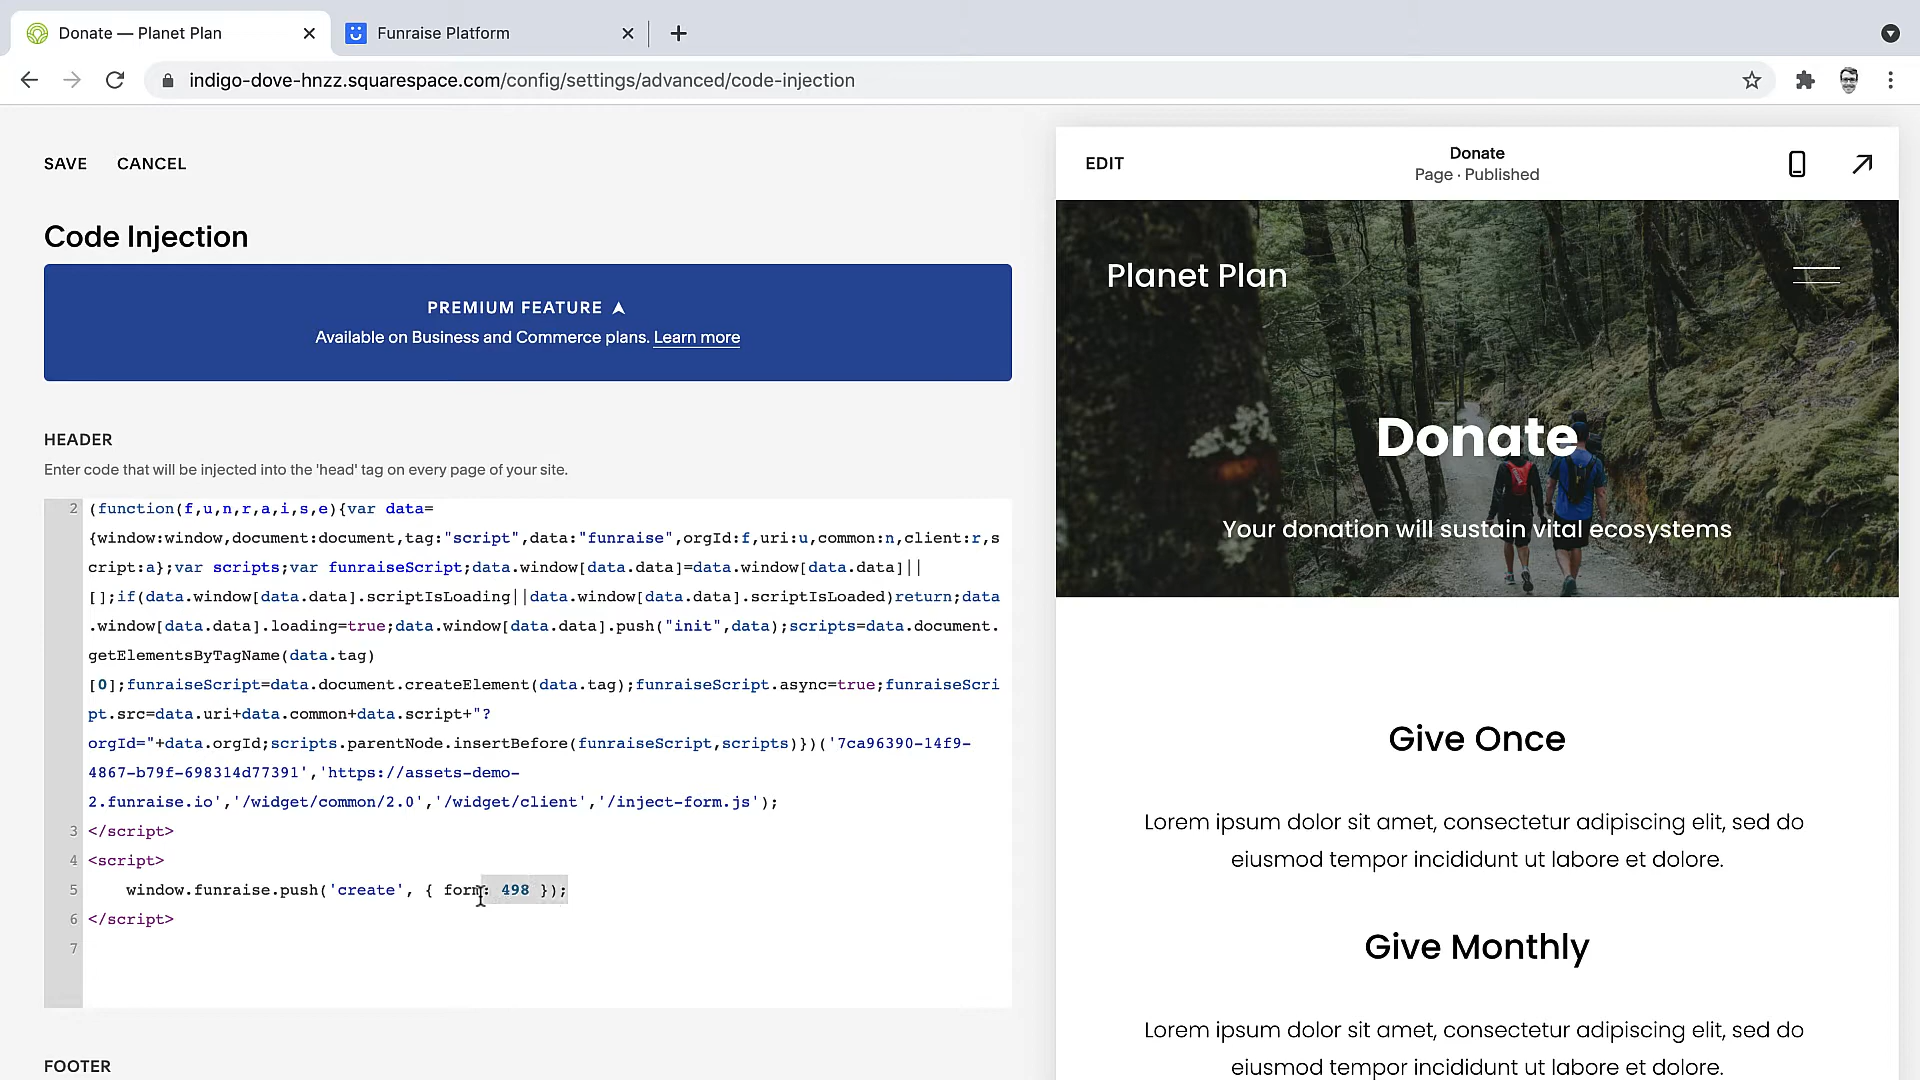 Donate — Planet Plan
Funraise Platform
indigo-dove-hnzz.squarespace.com/config/settings/advanced/code-injection
SAVE CANCEL
Code Injection
PREMIUM FEATURE
Available on Business and Commerce plans. Learn more
HEADER
Enter code that will be injected into the 'head' tag on every page of your site.
2 (function(f,u,n,r,a,i,s,e){var data=
{window:window,document:document,tag:"script",data:"funraise",orgId:f,uri:u,common:n,client:r,s
cript:a};var scripts;var funraiseScript;data.window[data.data]=data.window[data.data]||
[];if(data.window[data.data].scriptIsLoading||data.window[data.data].scriptIsLoaded)return;data
.window[data.data].loading=true;data.window[data.data].push("init",data);scripts=data.document.
getElementsByTagName(data.tag)
[0];funraiseScript=data.document.createElement(data.tag);funraiseScript.async=true;funraiseScri
pt.src=data.uri+data.common+data.script+"?
orgId="+data.orgId;scripts.parentNode.insertBefore(funraiseScript,scripts)})('7ca96390-14f9-
4867-b79f-698314d77391','https://assets-demo-
2.funraise.io','/widget/common/2.0','/widget/client','/inject-form.js');
3 </script>
4 <script>
5 window.funraise.push('create', { form: 498 });
6 </script>
7
FOOTER
EDIT
Donate
Page · Published
Planet Plan
Donate
Your donation will sustain vital ecosystems
Give Once
Lorem ipsum dolor sit amet, consectetur adipiscing elit, sed do
eiusmod tempor incididunt ut labore et dolore.
Give Monthly
Lorem ipsum dolor sit amet, consectetur adipiscing elit, sed do
eiusmod tempor incididunt ut labore et dolore.